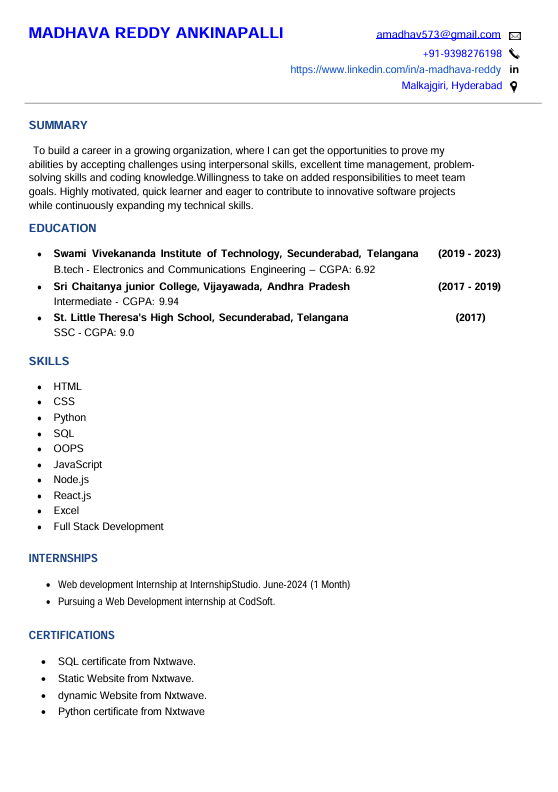 MADHAVA REDDY ANKINAPALLI
amadhav573@gmail.com
+91-9398276198
https://www.linkedin.com/in/a-madhava-reddy in
Malkajgiri, Hyderabad
SUMMARY
To build a career in a growing organization, where I can get the opportunities to prove my
abilities by accepting challenges using interpersonal skills, excellent time management, problem-
solving skills and coding knowledge.Willingness to take on added responsibilities to meet team
goals. Highly motivated, quick learner and eager to contribute to innovative software projects
while continuously expanding my technical skills.
EDUCATION
• Swami Vivekananda Institute of Technology, Secunderabad, Telangana (2019 - 2023)
B.tech - Electronics and Communications Engineering – CGPA: 6.92
• Sri Chaitanya junior College, Vijayawada, Andhra Pradesh (2017 - 2019)
Intermediate - CGPA: 9.94
• St. Little Theresa's High School, Secunderabad, Telangana (2017)
SSC - CGPA: 9.0
SKILLS
• HTML
• CSS
• Python
• SQL
• OOPS
• JavaScript
• Node.js
• React.js
• Excel
• Full Stack Development
INTERNSHIPS
• Web development Internship at InternshipStudio. June-2024 (1 Month)
• Pursuing a Web Development internship at CodSoft.
CERTIFICATIONS
• SQL certificate from Nxtwave.
• Static Website from Nxtwave.
• dynamic Website from Nxtwave.
• Python certificate from Nxtwave